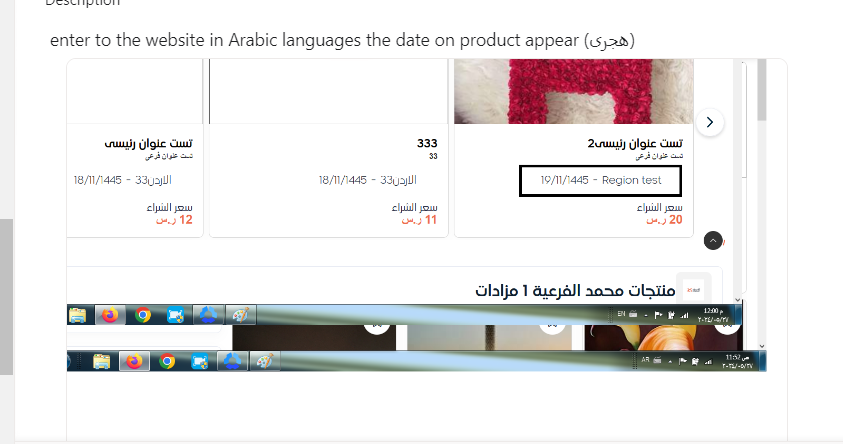 Description
enter to the website in Arabic languages the date on product appear (هجرى)
تست عنوان رئيسى2
تست عنوان فرعي
19/11/1445 - Region test
سعر الشراء
20 ر.س
333
33
الاردن33 - 18/11/1445
سعر الشراء
11 ر.س
تست عنوان رئيسى
تست عنوان فرعي
الاردن33 - 18/11/1445
سعر الشراء
12 ر.س
منتجات محمد الفرعية 1 مزادات
EN
12:00 م
٢٠٢٤/٠٥/٢٧
AR
11:52 ص
٢٠٢٤/٠٥/٢٧